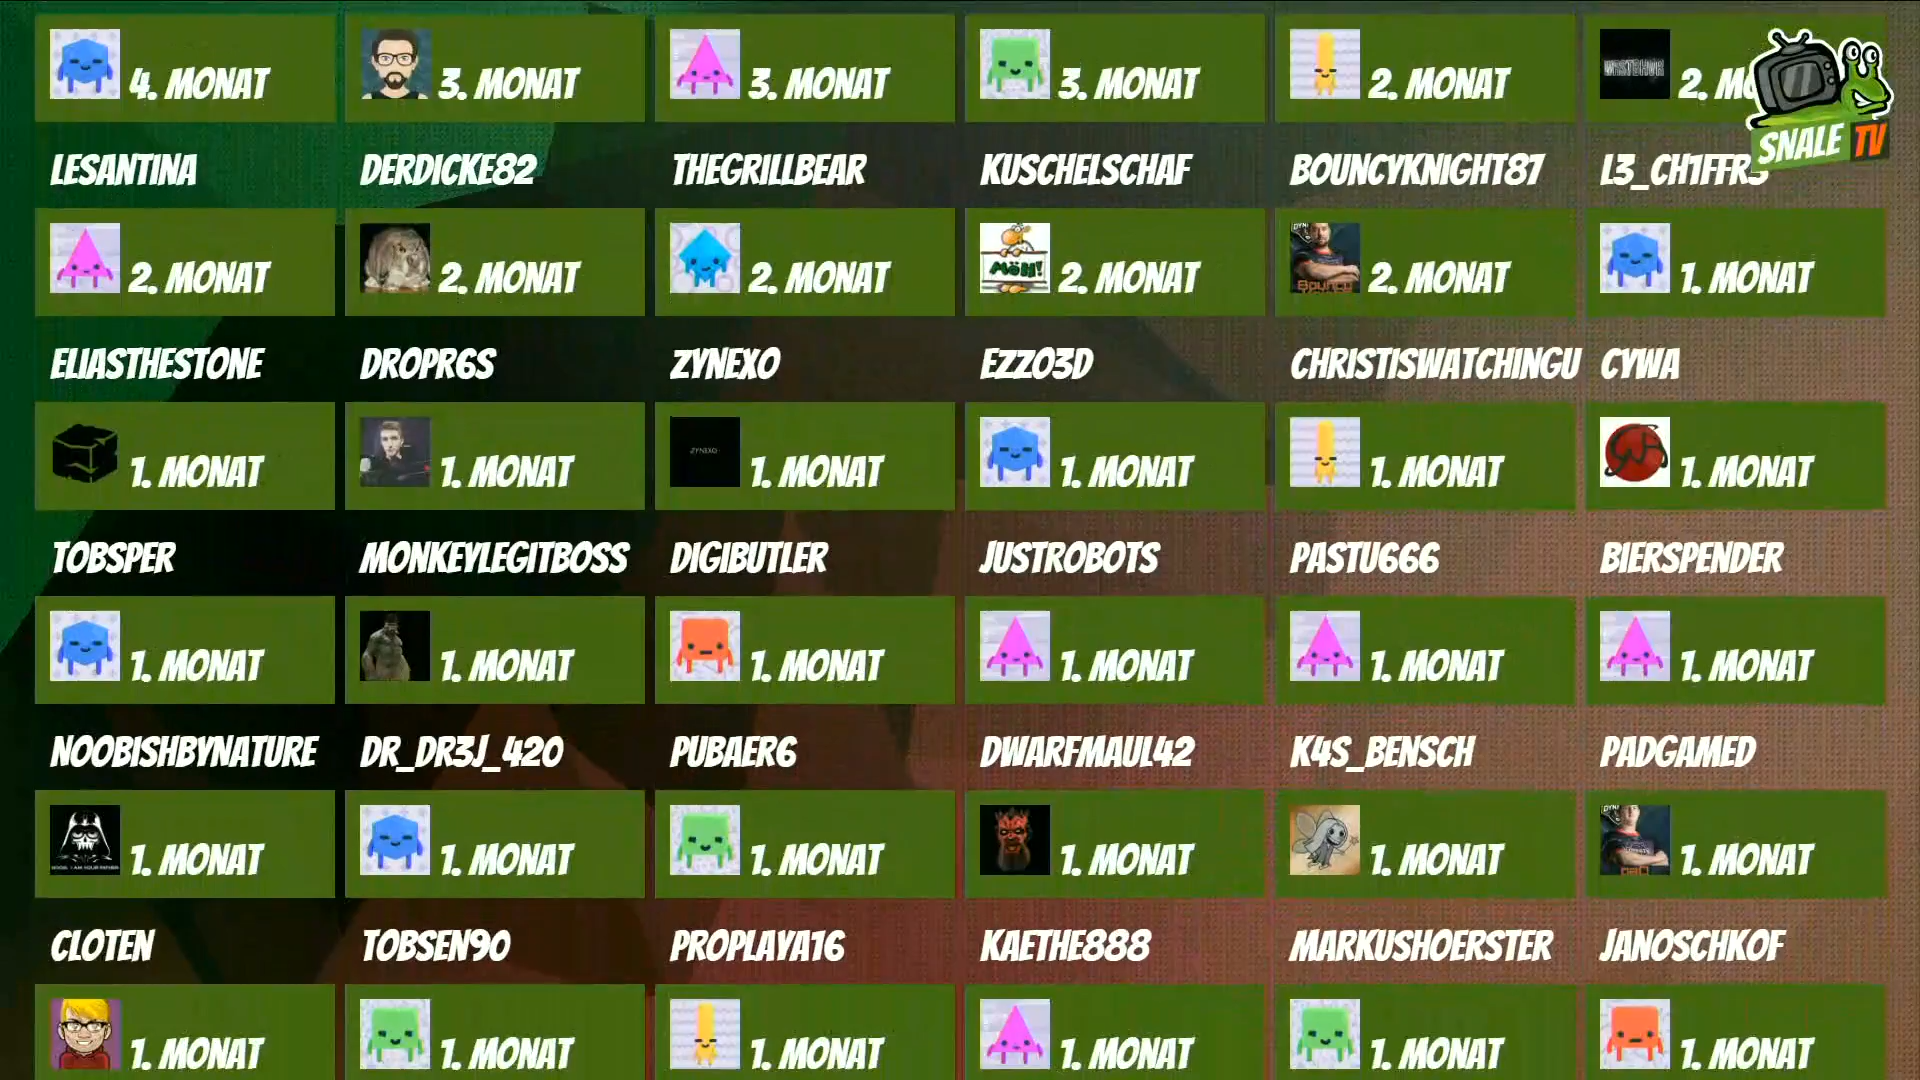 4. MONAT
3. MONAT
3. MONAT
3. MONAT
2. MONAT
2.
SNALE TV
LESANTINA
DERDICKE82
THEGRILLBEAR
KUSCHELSCHAF
BOUNCYKNIGHT87
2. MONAT
2. MONAT
2. MONAT
MÖH!
2. MONAT
2. MONAT
1. MONAT
ELIASTHESTONE
DROPR6S
ZYNEXO
EZZO3D
CHRISTISWATCHINGU
CYWA
1. MONAT
1. MONAT
ZYNEXO
1. MONAT
1. MONAT
1. MONAT
1. MONAT
TOBSPER
MONKEYLEGITBOSS
DIGIBUTLER
JUSTROBOTS
PASTU666
BIERSPENDER
1. MONAT
1. MONAT
1. MONAT
1. MONAT
1. MONAT
1. MONAT
NOOBISHBYNATURE
DR_DR3J_420
PUBAER6
DWARFMAUL42
K4S_BENSCH
PADGAMED
1. MONAT
1. MONAT
1. MONAT
1. MONAT
1. MONAT
1. MONAT
CLOTEN
TOBSEN90
PROPLAYA16
KAETHE888
MARKUSHOERSTER
JANOSCHKOF
1. MONAT
1. MONAT
1. MONAT
1. MONAT
1. MONAT
1. MONAT